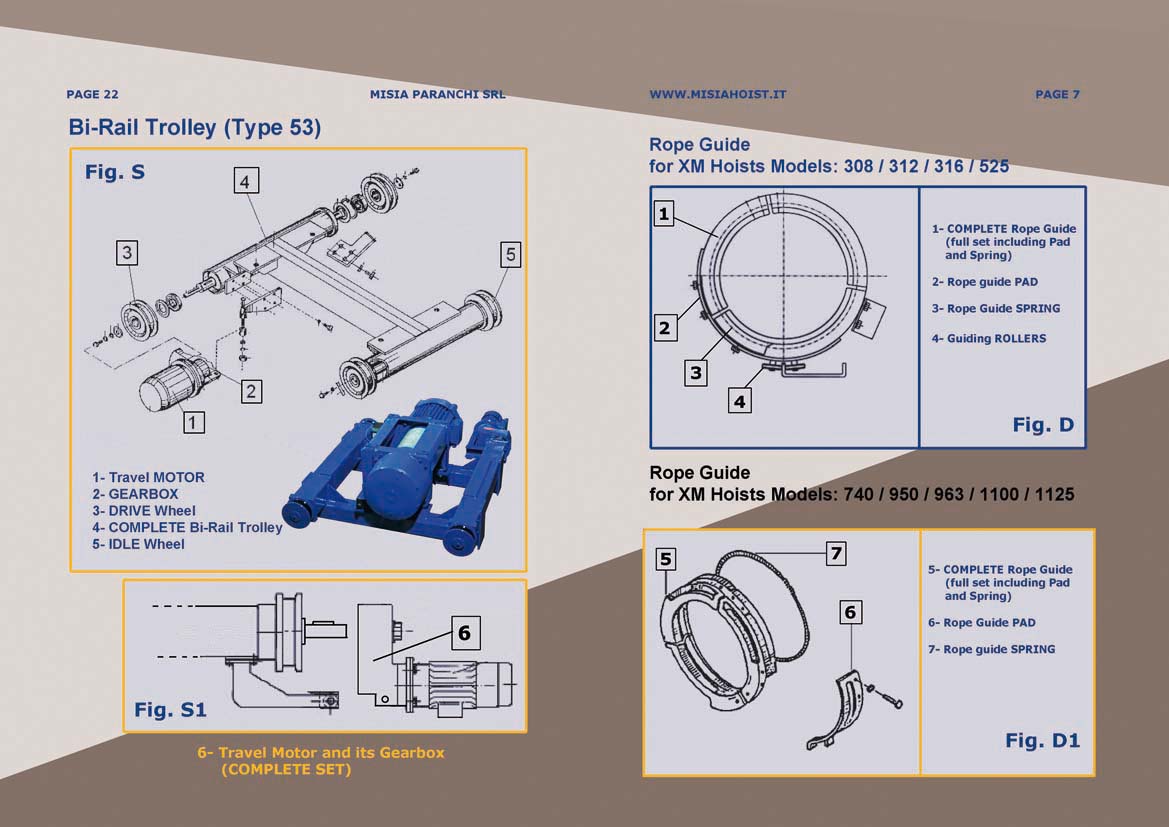 PAGE 22
MISIA PARANCHI SRL
Bi-Rail Trolley (Type 53)
Fig. S
4
3
5
2
1
1- Travel MOTOR
2- GEARBOX
3- DRIVE Wheel
4- COMPLETE Bi-Rail Trolley
5- IDLE Wheel
6
Fig. S1
6- Travel Motor and its Gearbox
(COMPLETE SET)
WWW.MISIAHOIST.IT
PAGE 7
Rope Guide
for XM Hoists Models: 308 / 312 / 316 / 525
1
2
3
4
1- COMPLETE Rope Guide
(full set including Pad
and Spring)
2- Rope guide PAD
3- Rope Guide SPRING
4- Guiding ROLLERS
Fig. D
Rope Guide
for XM Hoists Models: 740 / 950 / 963 / 1100 / 1125
5
7
6
5- COMPLETE Rope Guide
(full set including Pad
and Spring)
6- Rope Guide PAD
7- Rope guide SPRING
Fig. D1